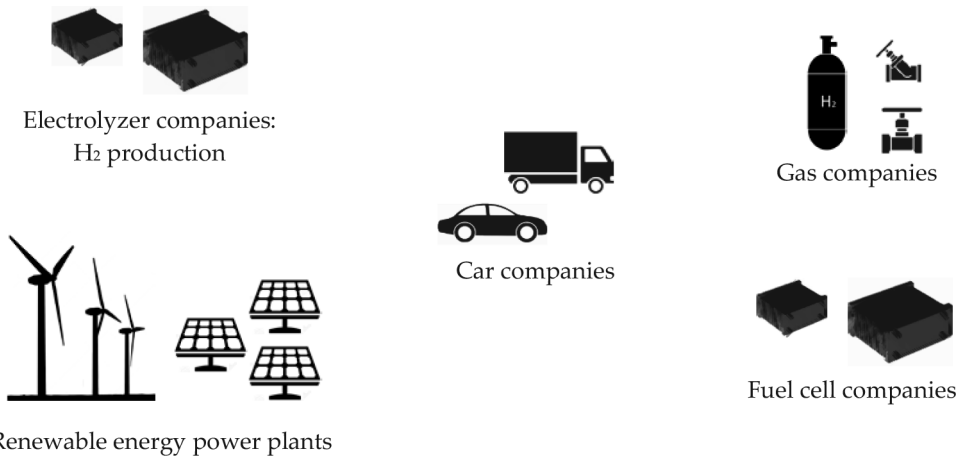 Electrolyzer companies:
H₂ production
H₂
Gas companies
Car companies
Fuel cell companies
Renewable energy power plants